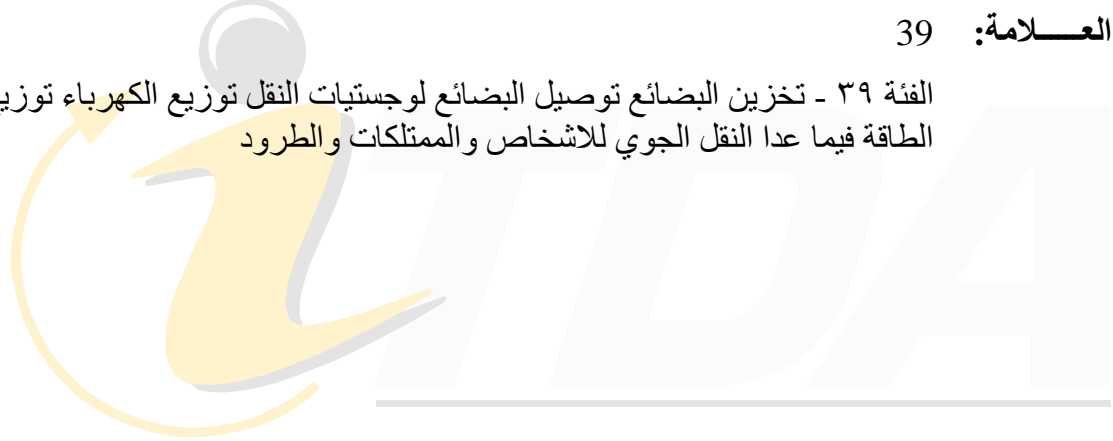 العـــــلامة: 39
الفئة ٣٩ - تخزين البضائع توصيل البضائع لوجستيات النقل توزيع الكهرباء
الطاقة فيما عدا النقل الجوي للاشخاص والممتلكات والطرود
iTDA